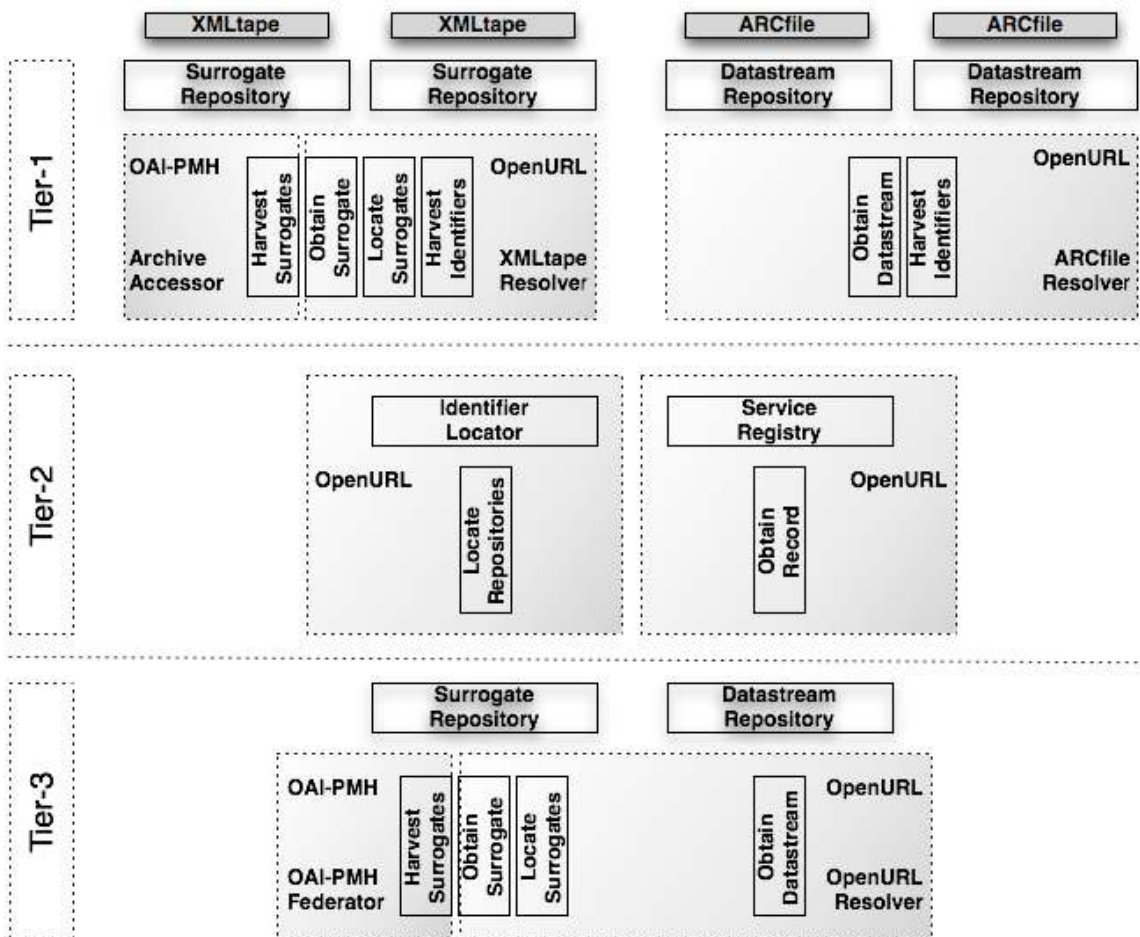 XMLtape
XMLtape
ARCfile
ARCfile
Surrogate
Repository
Surrogate
Repository
Datastream
Repository
Datastream
Repository
Tier-1
OAI-PMH
Archive
Accessor
Harvest
Surrogates
Obtain
Surrogate
Locate
Surrogates
Harvest
Identifiers
OpenURL
XMLtape
Resolver
Obtain
Datastream
Harvest
Identifiers
OpenURL
ARCfile
Resolver
Tier-2
Identifier
Locator
OpenURL
Locate
Repositories
Service
Registry
Obtain
Record
OpenURL
Tier-3
Surrogate
Repository
Datastream
Repository
OAI-PMH
OAI-PMH
Federator
Harvest
Surrogates
Obtain
Surrogate
Locate
Surrogates
Obtain
Datastream
OpenURL
OpenURL
Resolver